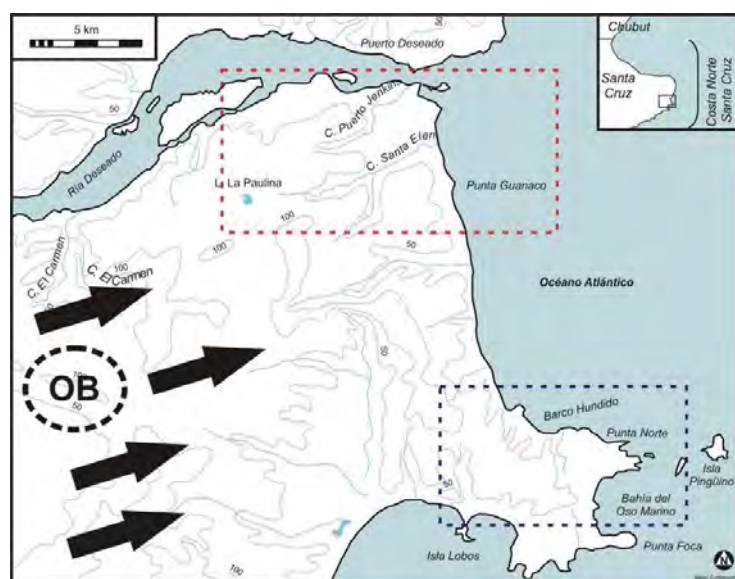 5 km
50
Puerto Deseado
Chubut
Santa
Cruz
Costa Norte
Santa Cruz
50
Ría Deseado
C. Puerto Jenkins
C. Santa Elena
L. La Paulina
Punta Guanaco
100
100
50
C. El Carmen
100
C. El Carmen
50
Océano Atlántico
OB
50
50
Barco Hundido
Punta Norte
Isla
Pingüino
50
Bahía del
Oso Marino
Isla Lobos
Punta Foca
100
N